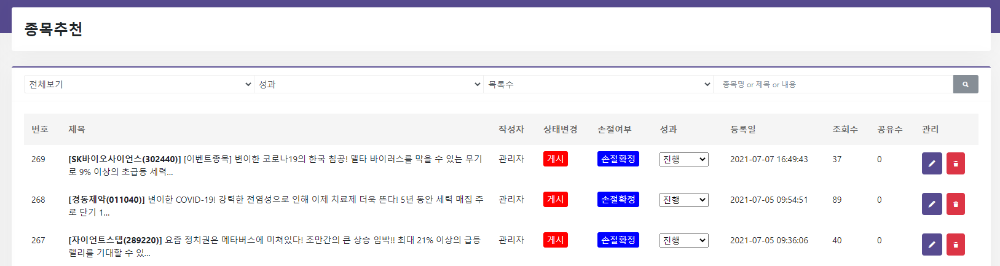 종목추천
전체보기 성과 목록수 종목명 or 제목 or 내용
번호 제목 작성자 상태변경 손절여부 성과 등록일 조회수 공유수 관리
269 [SK바이오사이언스(302440)] [이벤트종목] 변이한 코로나19의 한국 침공! 델타 바이러스를 막을 수 있는 무기 관리자 게시 손절확정 진행 2021-07-07 16:49:43 37 0
로 9% 이상의 초급등 세력...
268 [경동제약(011040)] 변이한 COVID-19! 강력한 전염성으로 인해 이제 치료제 더욱 뜬다! 5년 동안 세력 매집 주 관리자 게시 손절확정 진행 2021-07-05 09:54:51 89 0
로 단기 1...
267 [자이언트스텝(289220)] 요즘 정치권은 메타버스에 미쳐있다! 조만간의 큰 상승 임박!! 최대 21% 이상의 급등 관리자 게시 손절확정 진행 2021-07-05 09:36:06 40 0
랠리를 기대할 수 있...